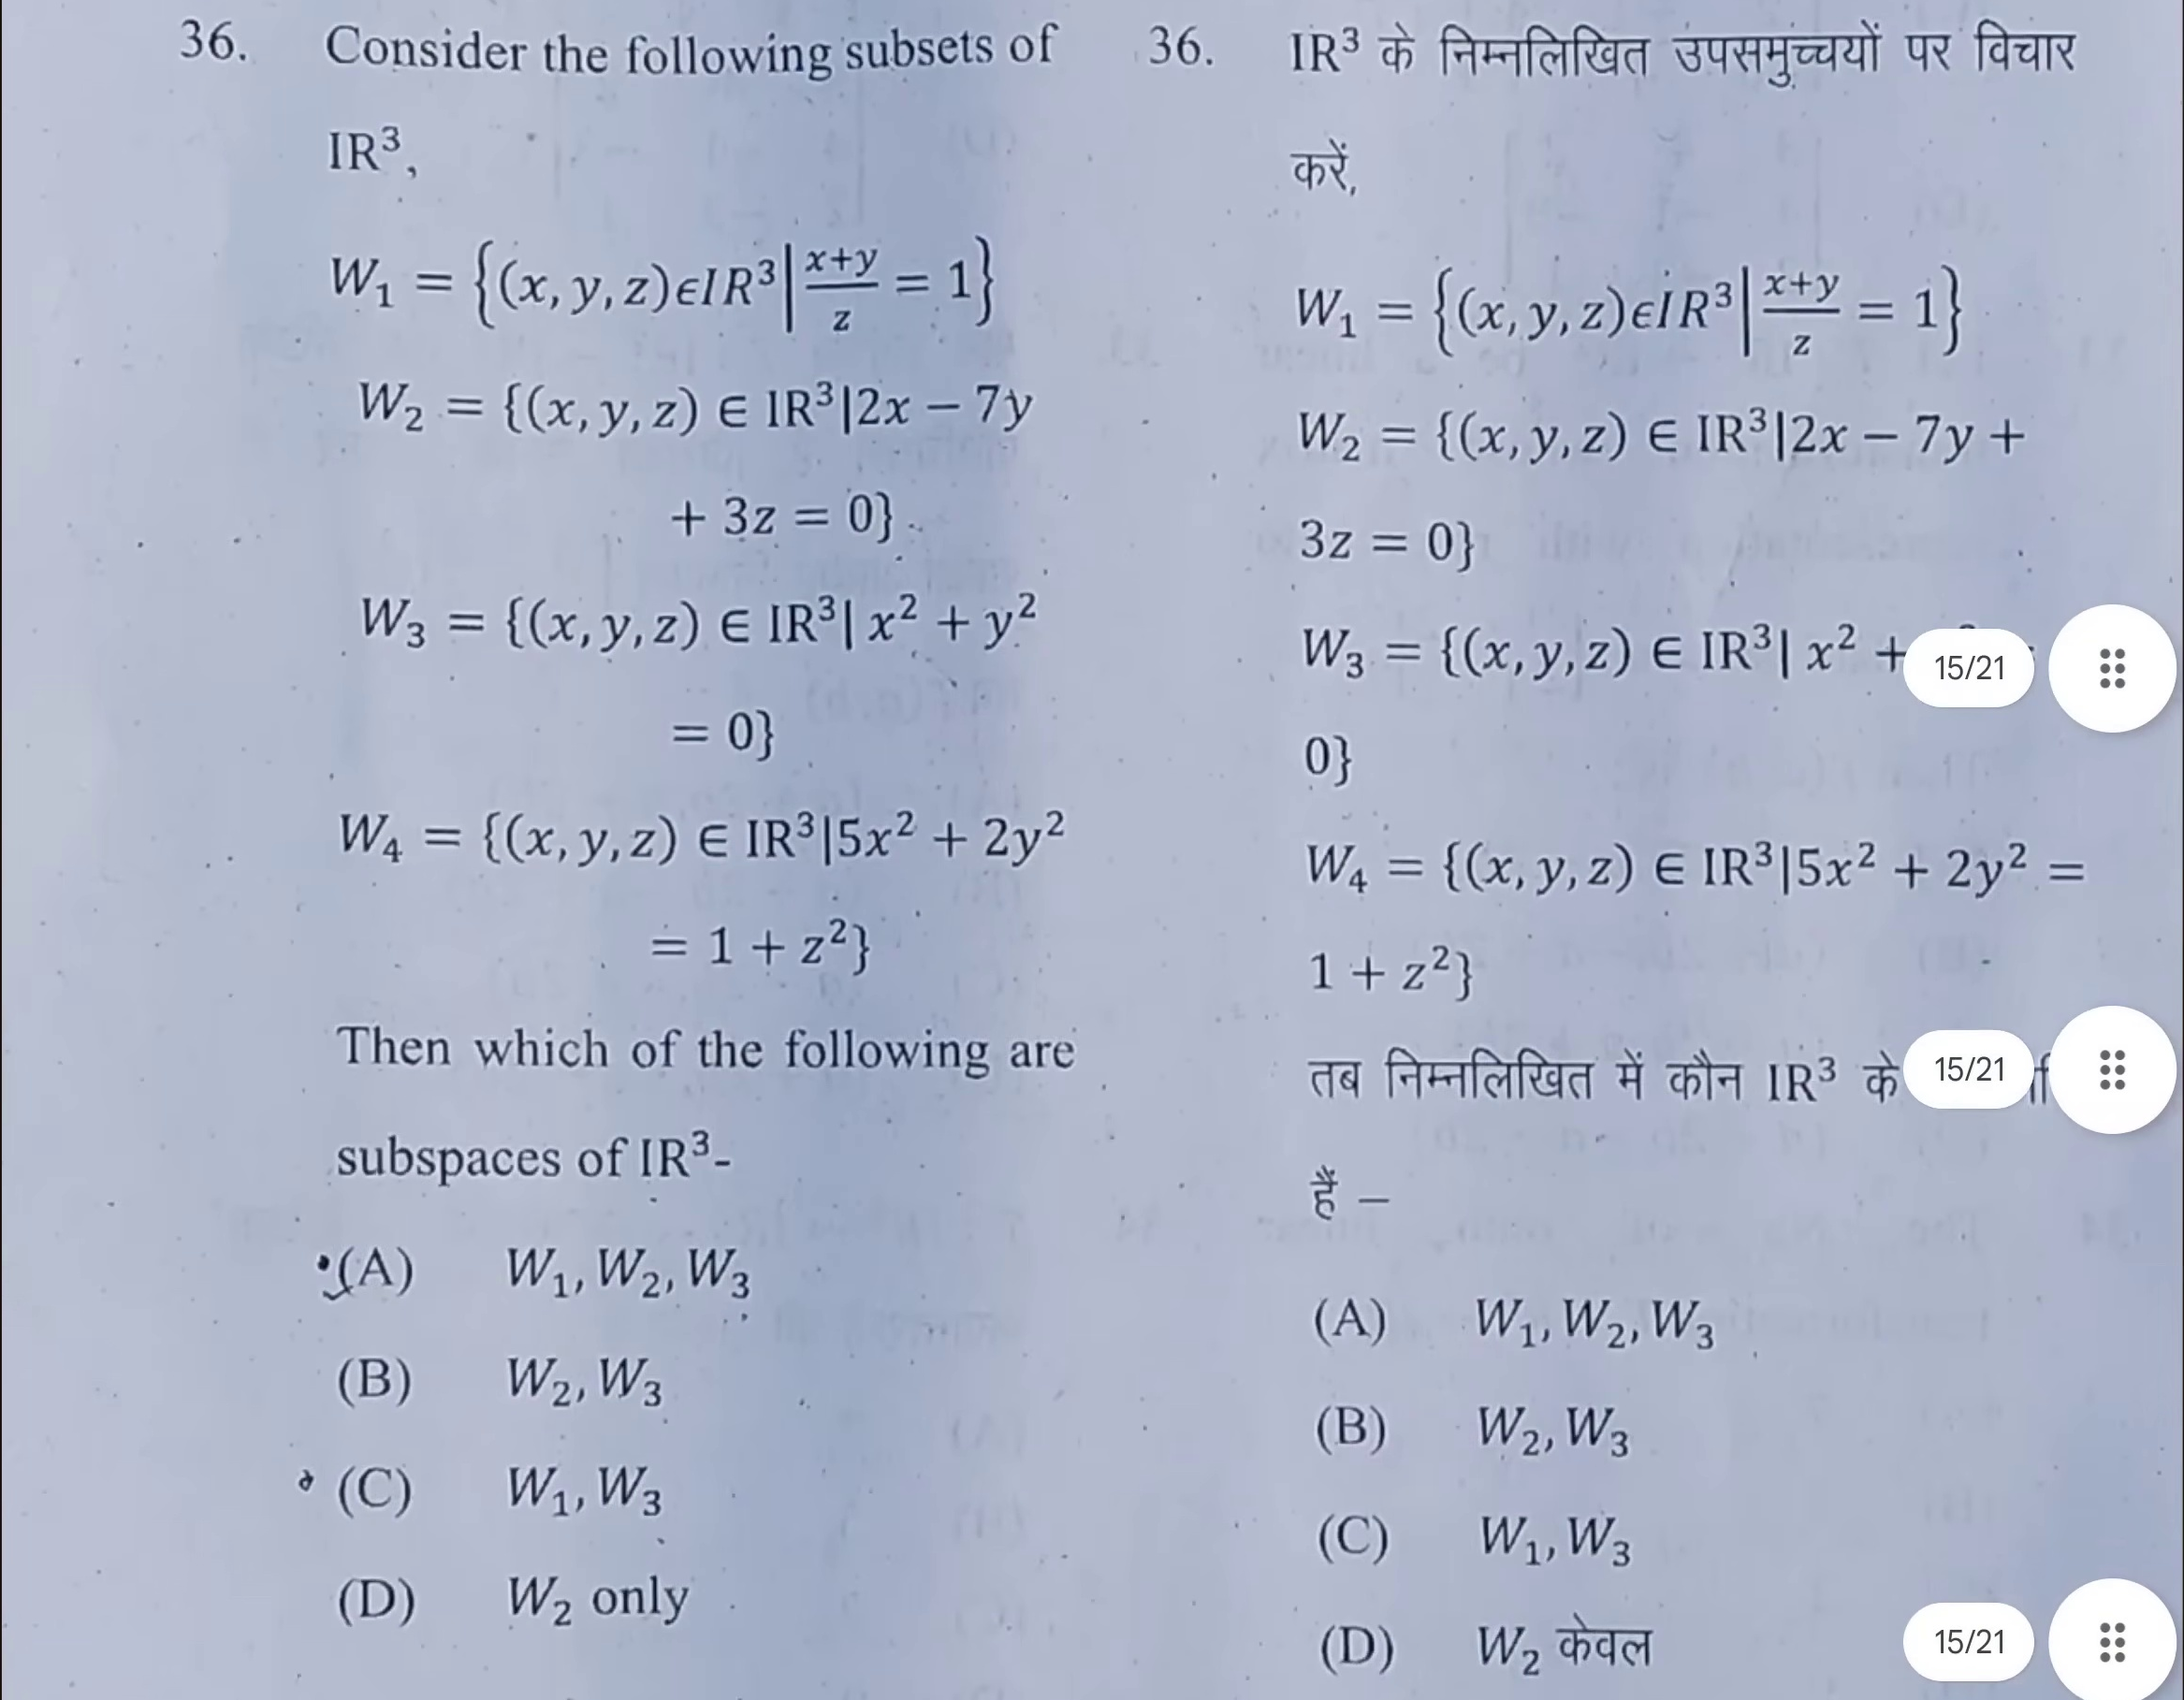 36. Consider the following subsets of
IR³,
W₁ = {(x, y, z)ϵIR³| x+y/z = 1}
W₂ = {(x, y, z) ∈ IR³|2x − 7y
+ 3z = 0}
W₃ = {(x, y, z) ∈ IR³| x² + y²
= 0}
W₄ = {(x, y, z) ∈ IR³|5x² + 2y²
= 1 + z²}
Then which of the following are
subspaces of IR³-
(A) W₁, W₂, W₃
(B) W₂, W₃
(C) W₁, W₃
(D) W₂ only
36. IR³ के निम्नलिखित उपसमुच्चयों पर विचार
करें,
W₁ = {(x, y, z)ϵIR³| x+y/z = 1}
W₂ = {(x, y, z) ∈ IR³|2x − 7y +
3z = 0}
W₃ = {(x, y, z) ∈ IR³| x² +
0}
W₄ = {(x, y, z) ∈ IR³|5x² + 2y² =
1 + z²}
तब निम्नलिखित में कौन IR³ के
हैं –
(A) W₁, W₂, W₃
(B) W₂, W₃
(C) W₁, W₃
(D) W₂ केवल
15/21
15/21
15/21